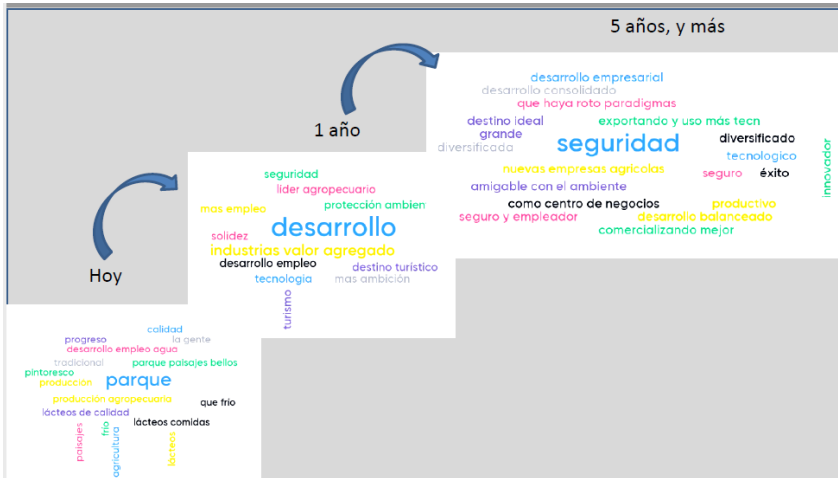 5 años, y más
desarrollo empresarial
desarrollo consolidado
que haya roto paradigmas
destino ideal
exportando y uso más tecn
grande
seguridad
diversificado
diversificada
tecnologico
nuevas empresas agricolas
seguro
éxito
innovador
amigable con el ambiente
como centro de negocios
productivo
seguro y empleador
desarrollo balanceado
comercializando mejor
1 año
seguridad
lider agropecuario
mas empleo
protección ambien
desarrollo
solidez
industrias valor agregado
desarrollo empleo
destino turístico
tecnologia
mas ambición
turismo
Hoy
calidad
progreso
la gente
desarrollo empleo agua
tradicional
parque paisajes bellos
pintoresco
parque
producción
producción agropecuaria
que frio
lácteos de calidad
lácteos comidas
paisajes
frío
agricultura
lácteos